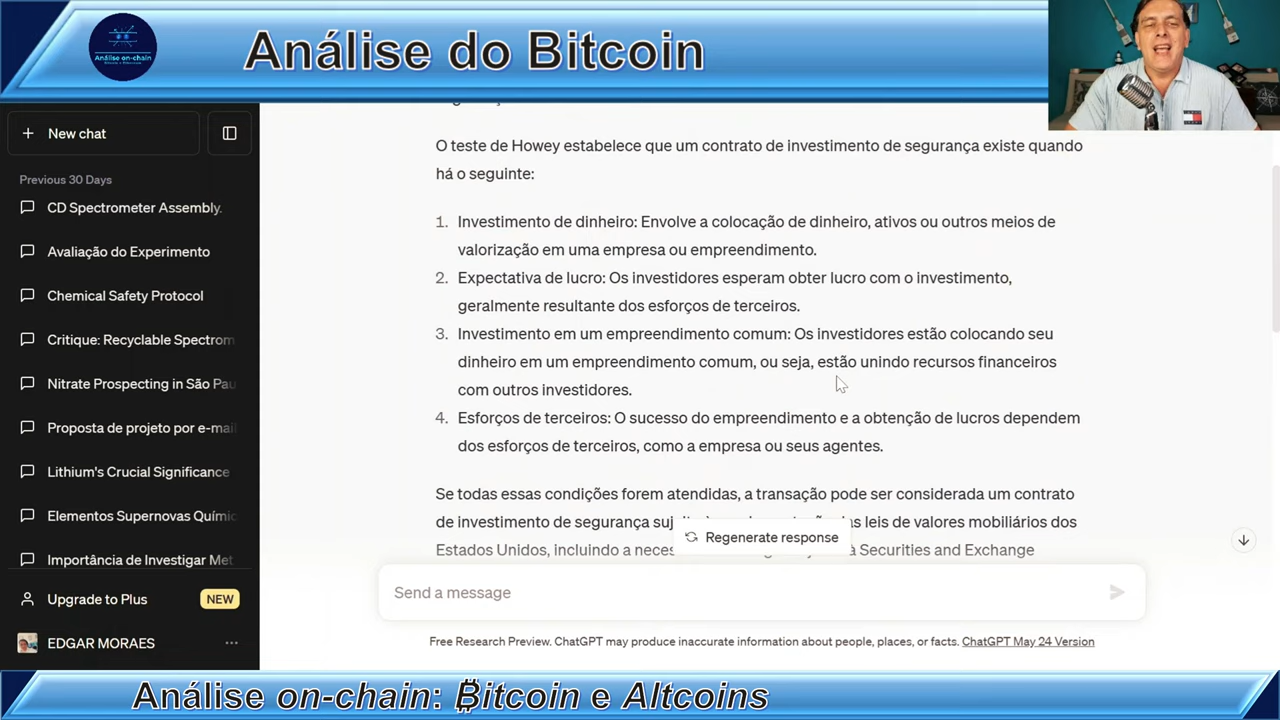 Análise do Bitcoin
Análise on-chain
New chat
Previous 30 Days
CD Spectrometer Assembly.
Avaliação do Experimento
Chemical Safety Protocol
Critique: Recyclable Spectrom
Nitrate Prospecting in São Pau
Proposta de projeto por e-mail
Lithium's Crucial Significance
Elementos Supernovas Químic
Importância de Investigar Met
Upgrade to Plus NEW
EDGAR MORAES
O teste de Howey estabelece que um contrato de investimento de segurança existe quando
há o seguinte:
1. Investimento de dinheiro: Envolve a colocação de dinheiro, ativos ou outros meios de
valorização em uma empresa ou empreendimento.
2. Expectativa de lucro: Os investidores esperam obter lucro com o investimento,
geralmente resultante dos esforços de terceiros.
3. Investimento em um empreendimento comum: Os investidores estão colocando seu
dinheiro em um empreendimento comum, ou seja, estão unindo recursos financeiros
com outros investidores.
4. Esforços de terceiros: O sucesso do empreendimento e a obtenção de lucros dependem
dos esforços de terceiros, como a empresa ou seus agentes.
Se todas essas condições forem atendidas, a transação pode ser considerada um contrato
de investimento de segurança das leis de valores mobiliários dos
Regenerate response
Estados Unidos, incluindo a Securities and Exchange
Send a message
Free Research Preview. ChatGPT may produce inaccurate information about people, places, or facts. ChatGPT May 24 Version
Análise on-chain: ₿itcoin e Altcoins